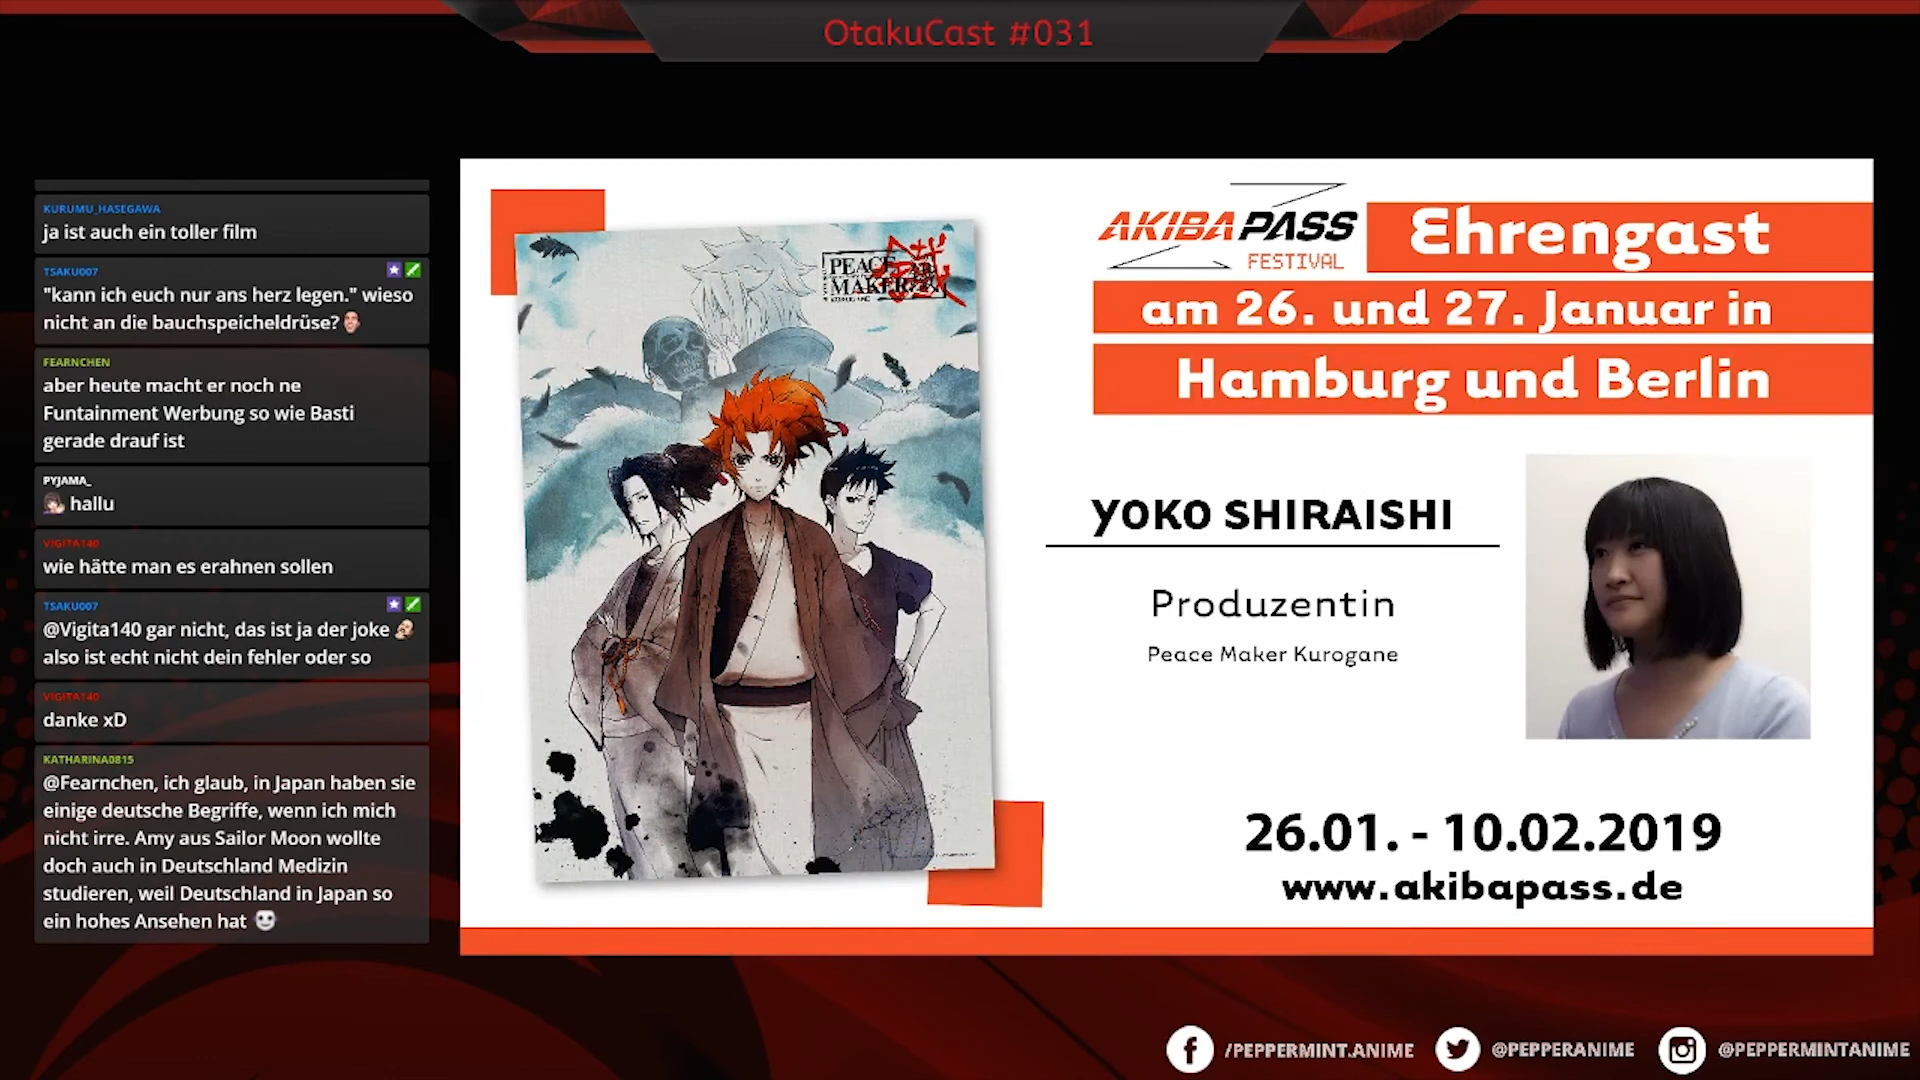 OtakuCast #031
KURUMU_HASEGAWA
ja ist auch ein toller film
TSAKU007
"kann ich euch nur ans herz legen." wieso
nicht an die bauchspeicheldrüse?
FEARNCHEN
aber heute macht er noch ne
Funtainment Werbung so wie Basti
gerade drauf ist
PYJAMA_
hallu
VIGITA140
wie hätte man es erahnen sollen
TSAKU007
@Vigita140 gar nicht, das ist ja der joke
also ist echt nicht dein fehler oder so
VIGITA140
danke xD
KATHARINA0815
@Fearnchen, ich glaub, in Japan haben sie
einige deutsche Begriffe, wenn ich mich
nicht irre. Amy aus Sailor Moon wollte
doch auch in Deutschland Medizin
studieren, weil Deutschland in Japan so
ein hohes Ansehen hat
PEACE
MAKER
AKIBA PASS
FESTIVAL
Ehrengast
am 26. und 27. Januar in
Hamburg und Berlin
YOKO SHIRAISHI
Produzentin
Peace Maker Kurogane
26.01. - 10.02.2019
www.akibapass.de
/PEPPERMINT.ANIME
@PEPPERANIME
@PEPPERMINTANIME